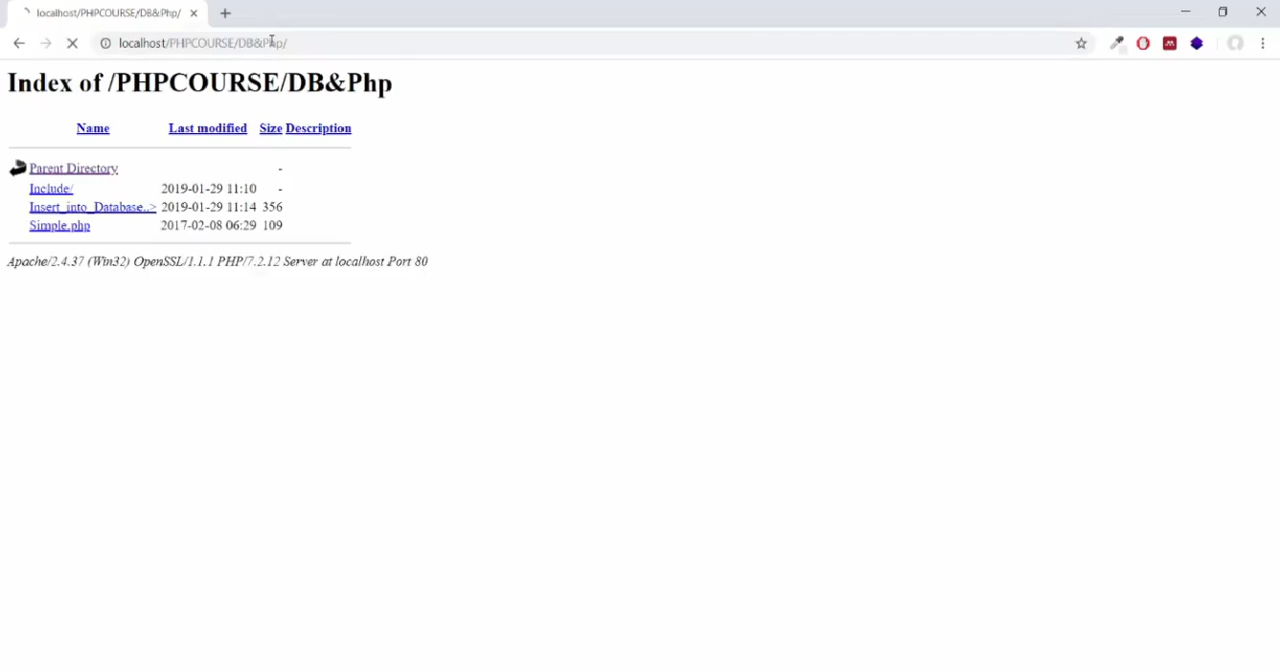 localhost/PHPCOURSE/DB&Php/
localhost/PHPCOURSE/DB&Php/
Index of /PHPCOURSE/DB&Php
Name Last modified Size Description
Parent Directory -
Include/ 2019-01-29 11:10 -
Insert_into_Database..> 2019-01-29 11:14 356
Simple.php 2017-02-08 06:29 109
Apache/2.4.37 (Win32) OpenSSL/1.1.1 PHP/7.2.12 Server at localhost Port 80